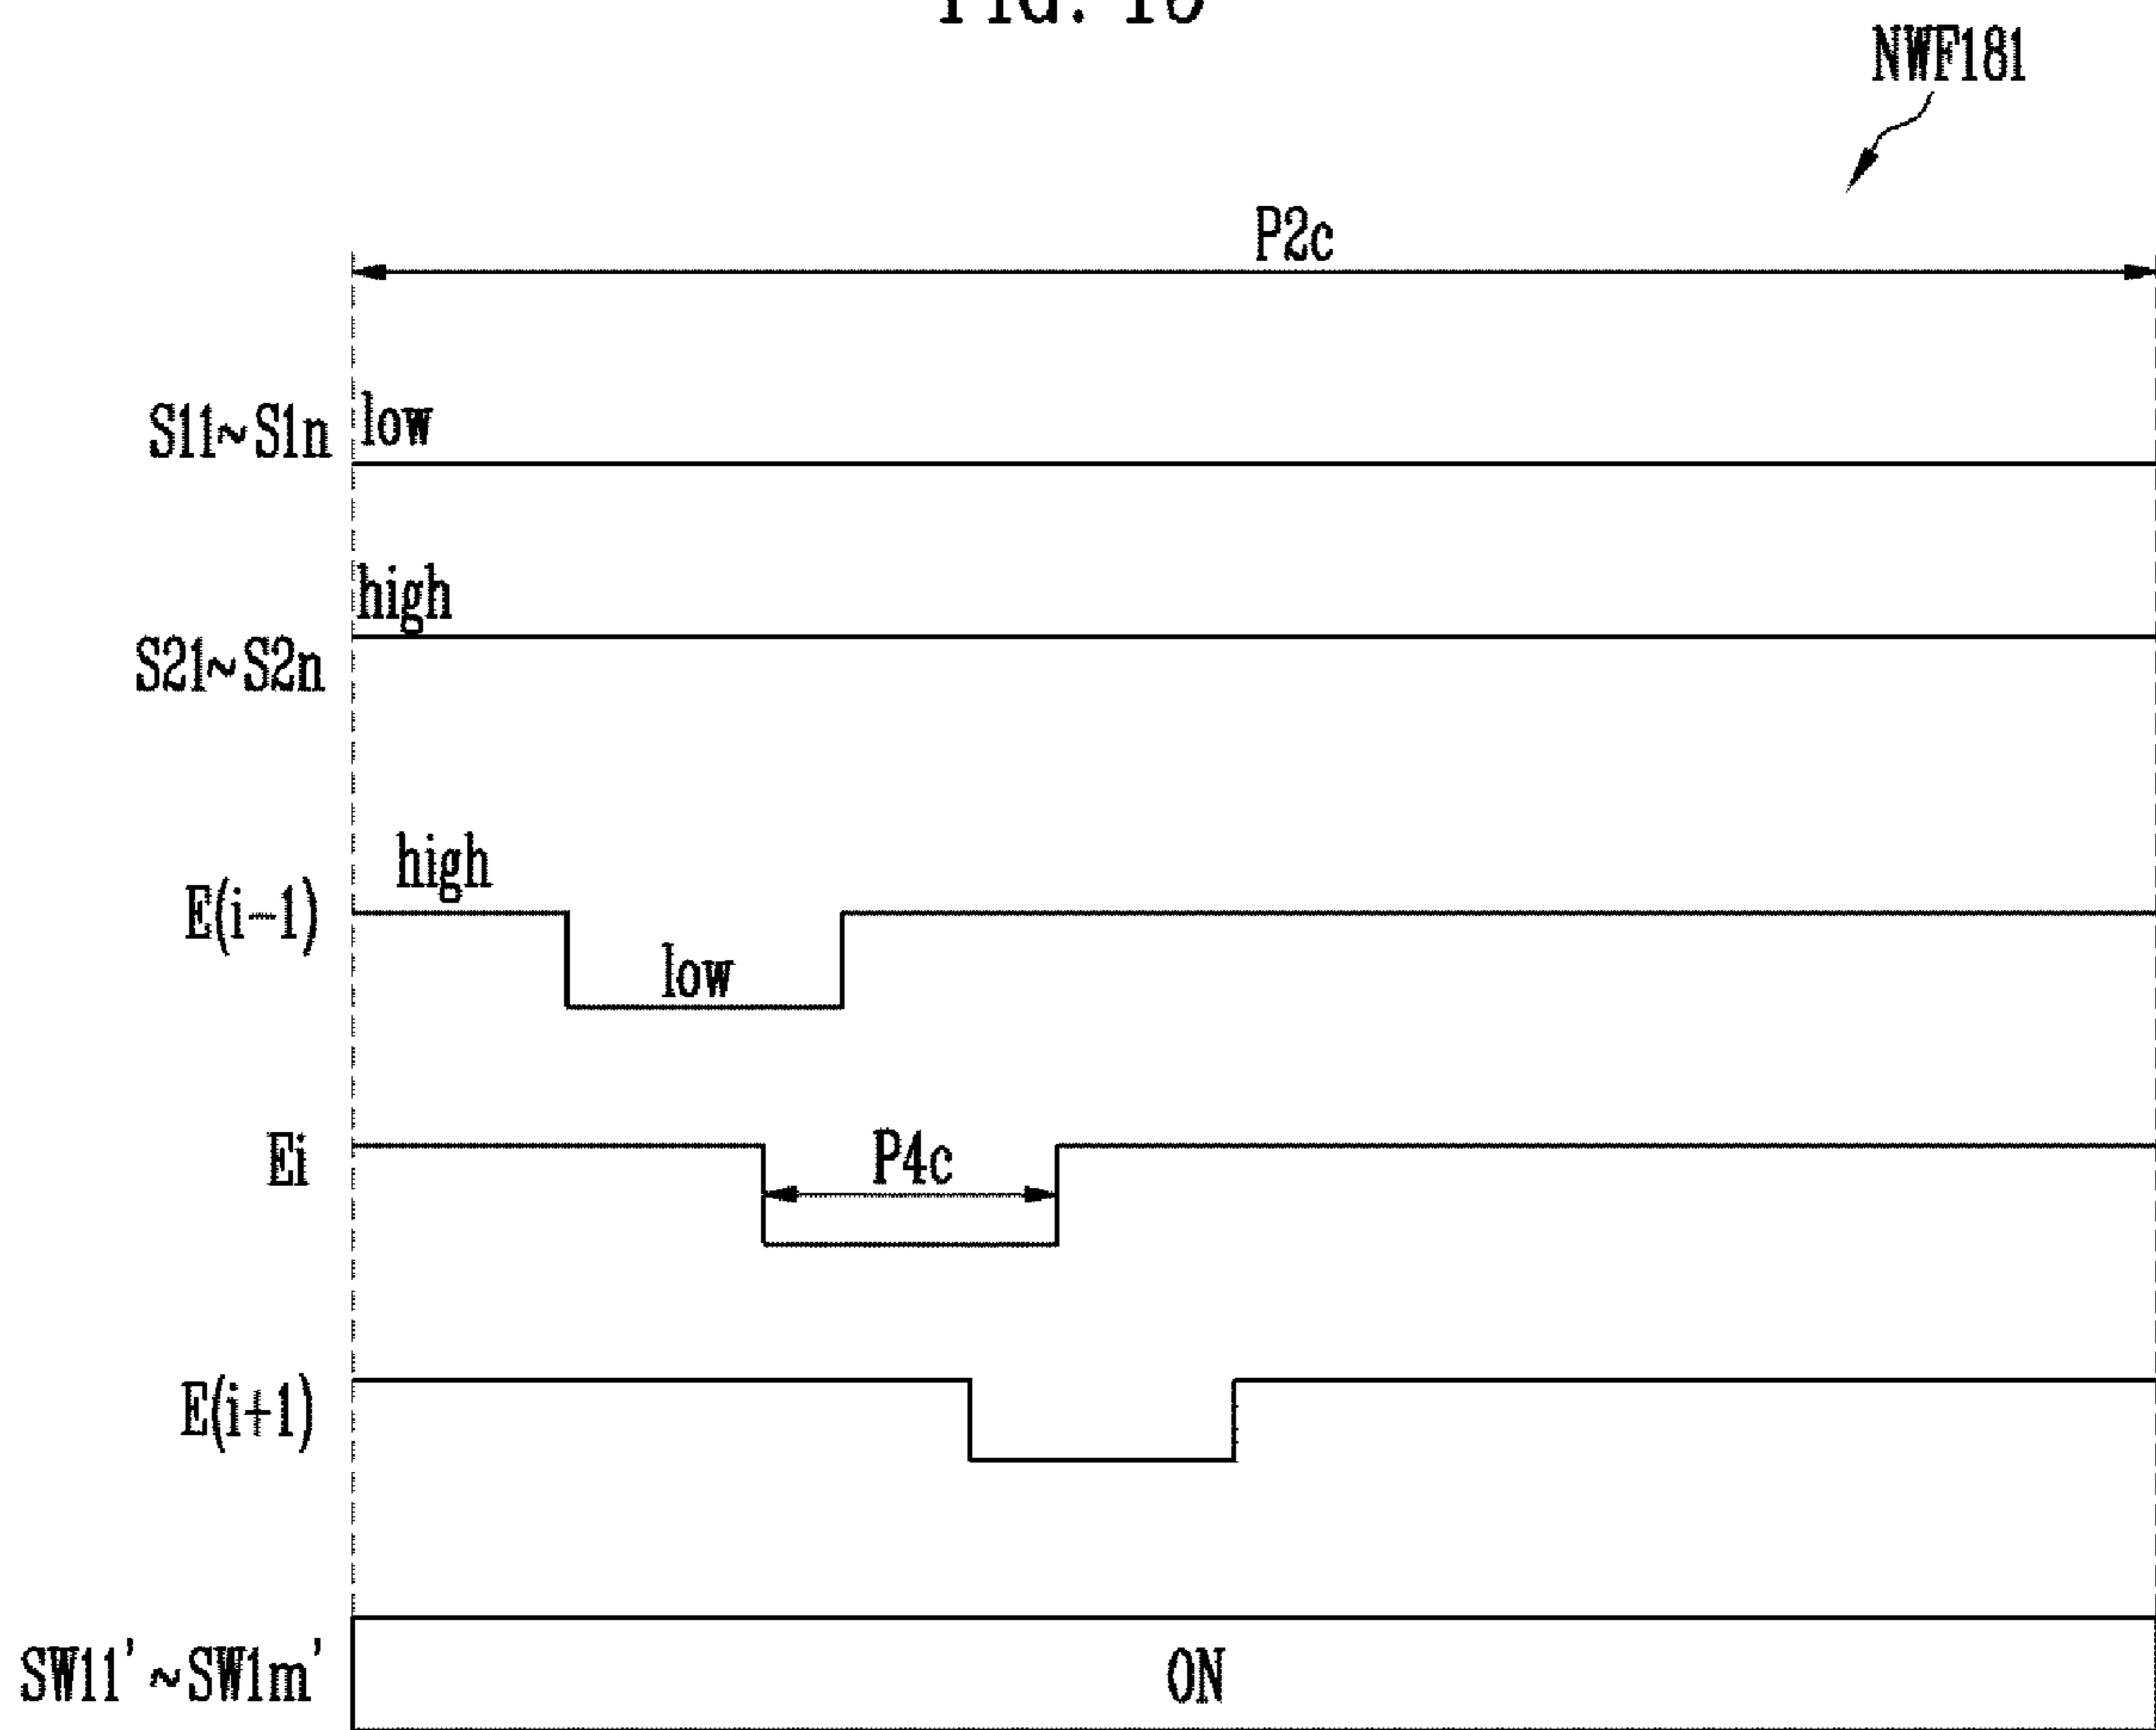 NWF181
P2c
S11~S1n low
high
S21~S2n
high
E(i-1)
low
Ei
P4c
E(i+1)
SW11'~SW1m' ON